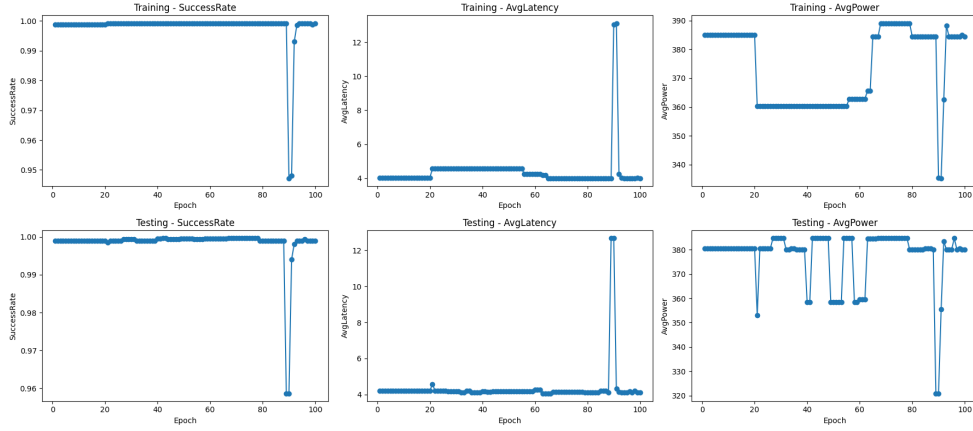 Training - SuccessRate
Training - AvgLatency
Training - AvgPower
SuccessRate
1.00
0.99
0.98
0.97
0.96
0.95
0 20 40 60 80 100
Epoch
AvgLatency
12
10
8
6
4
0 20 40 60 80 100
Epoch
AvgPower
390
380
370
360
350
340
0 20 40 60 80 100
Epoch
Testing - SuccessRate
Testing - AvgLatency
Testing - AvgPower
SuccessRate
1.00
0.99
0.98
0.97
0.96
0 20 40 60 80 100
Epoch
AvgLatency
12
10
8
6
4
0 20 40 60 80 100
Epoch
AvgPower
380
370
360
350
340
330
320
0 20 40 60 80 100
Epoch